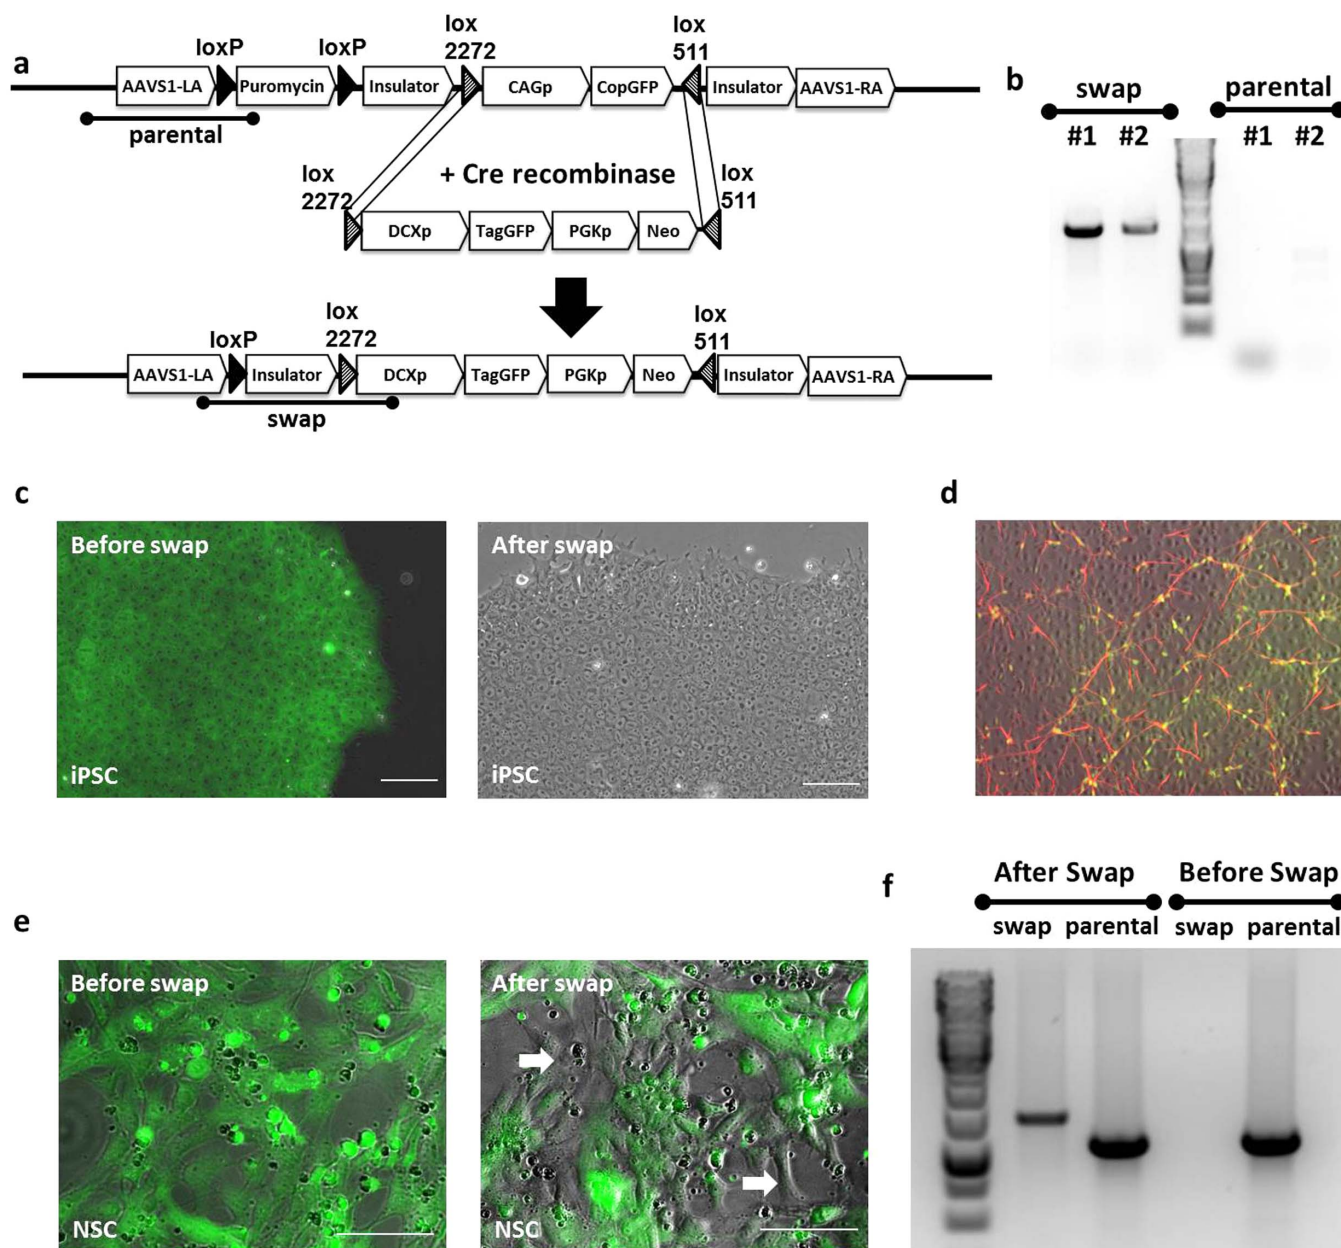 a
loxP
loxP
lox
2272
lox
511
AAVS1-LA
Puromycin
Insulator
CAGp
CopGFP
Insulator
AAVS1-RA
parental
+ Cre recombinase
lox
2272
lox
511
DCXp
TagGFP
PGKp
Neo
loxP
lox
2272
lox
511
AAVS1-LA
Insulator
DCXp
TagGFP
PGKp
Neo
Insulator
AAVS1-RA
swap
b
swap
parental
#1 #2
#1 #2
c
Before swap
iPSC
After swap
iPSC
d
e
Before swap
NSC
After swap
NSC
f
After Swap
Before Swap
swap parental
swap parental